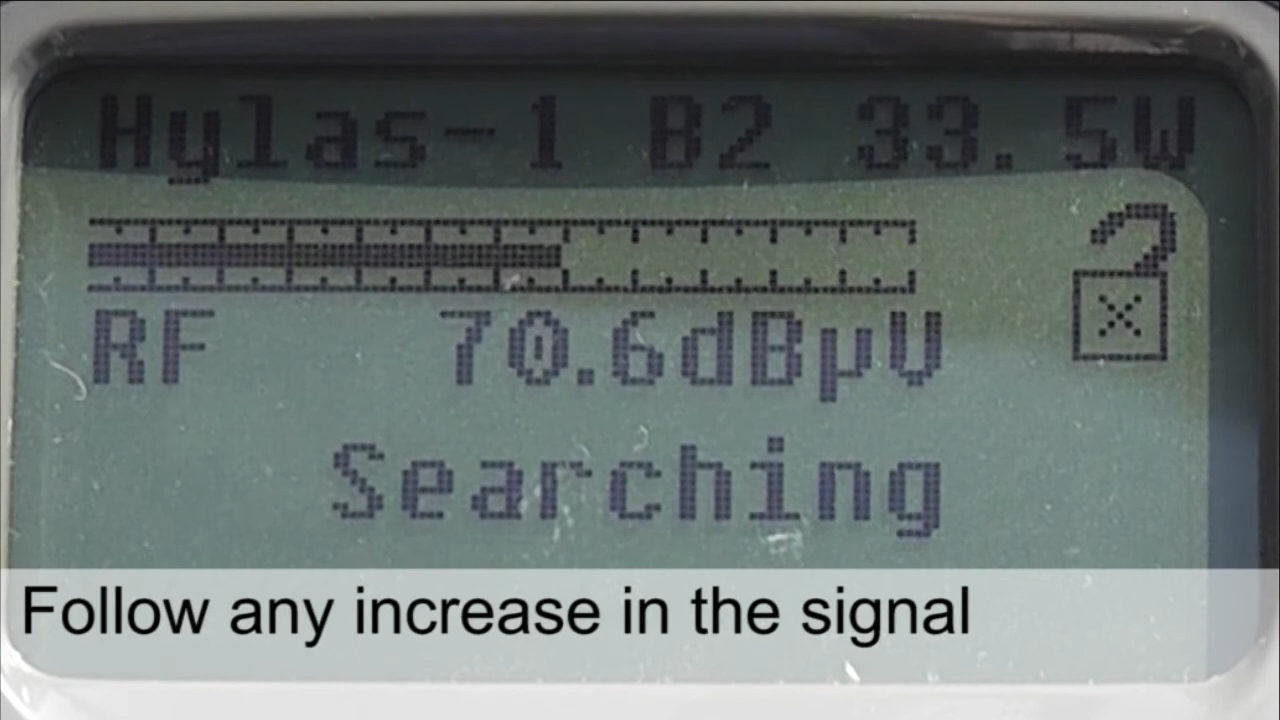 Hylas-1 B2 33.5W
?
RF 70.6dBµV
Searching
Follow any increase in the signal